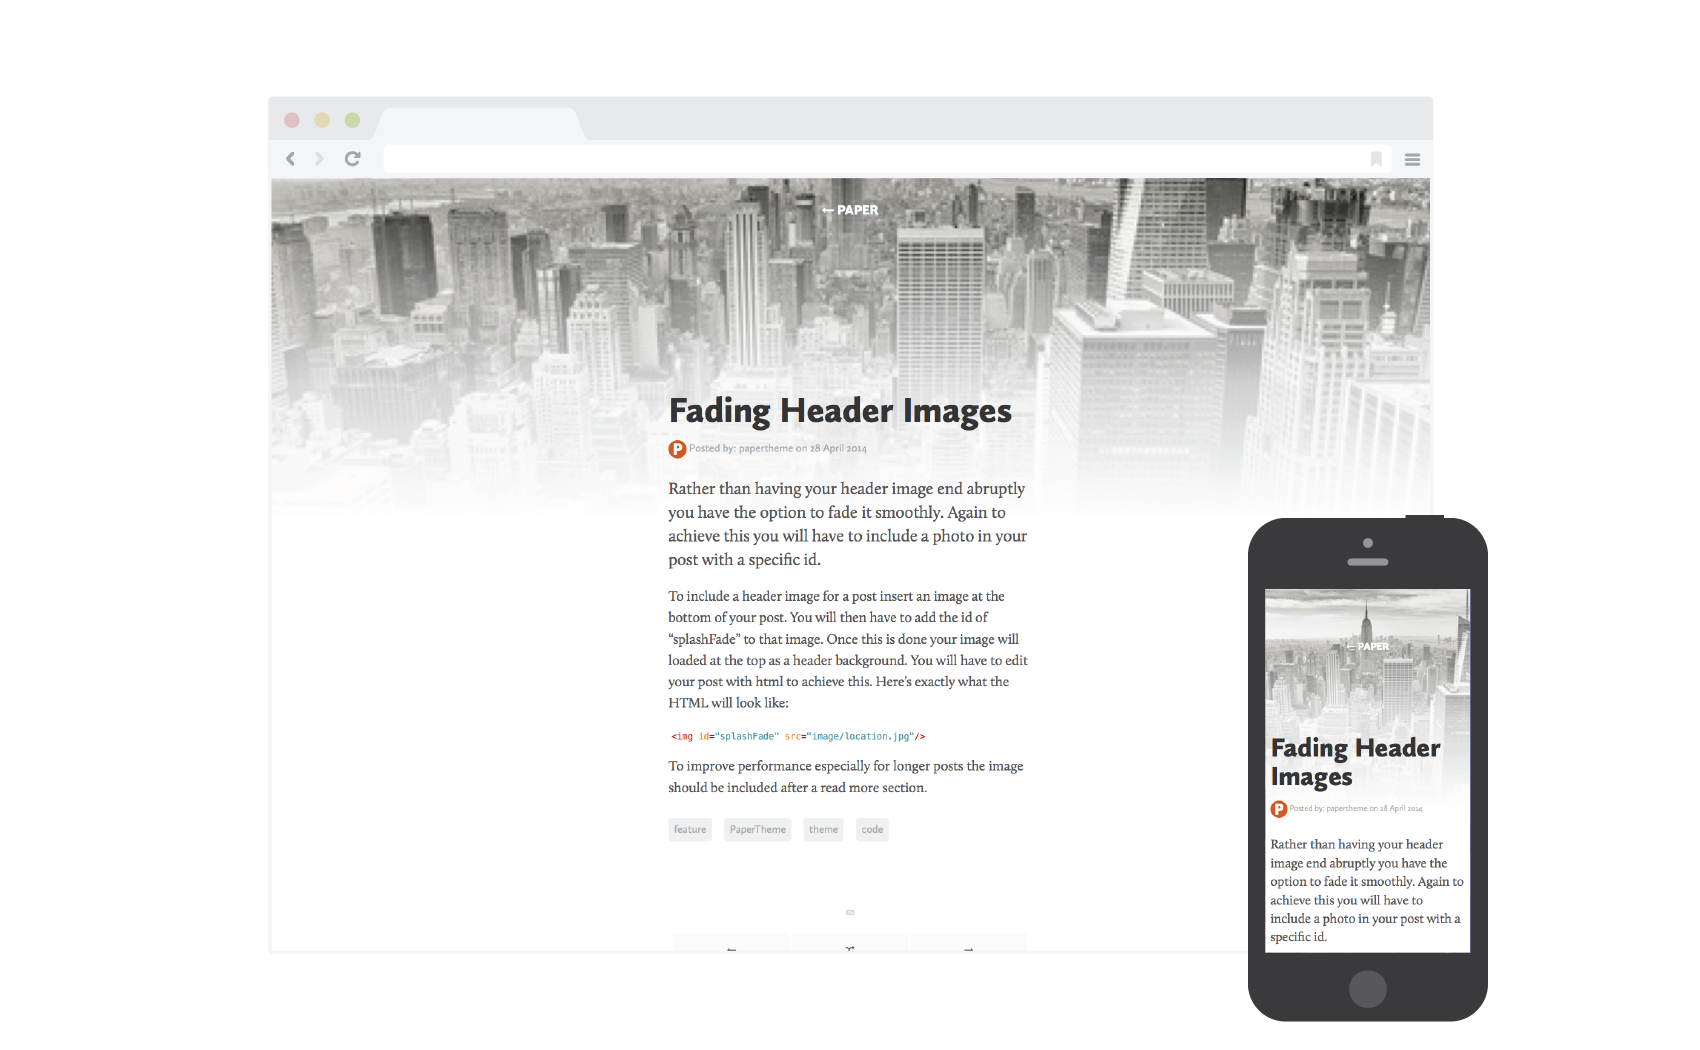 ← PAPER
Fading Header Images
P Posted by: papertheme on 28 April 2014
Rather than having your header image end abruptly
you have the option to fade it smoothly. Again to
achieve this you will have to include a photo in your
post with a specific id.
To include a header image for a post insert an image at the
bottom of your post. You will then have to add the id of
“splashFade” to that image. Once this is done your image will
loaded at the top as a header background. You will have to edit
your post with html to achieve this. Here’s exactly what the
HTML will look like:
<img id="splashFade" src="image/location.jpg"/>
To improve performance especially for longer posts the image
should be included after a read more section.
feature PaperTheme theme code
← PAPER
Fading Header
Images
P Posted by: papertheme on 28 April 2014
Rather than having your header
image end abruptly you have the
option to fade it smoothly. Again to
achieve this you will have to
include a photo in your post with a
specific id.